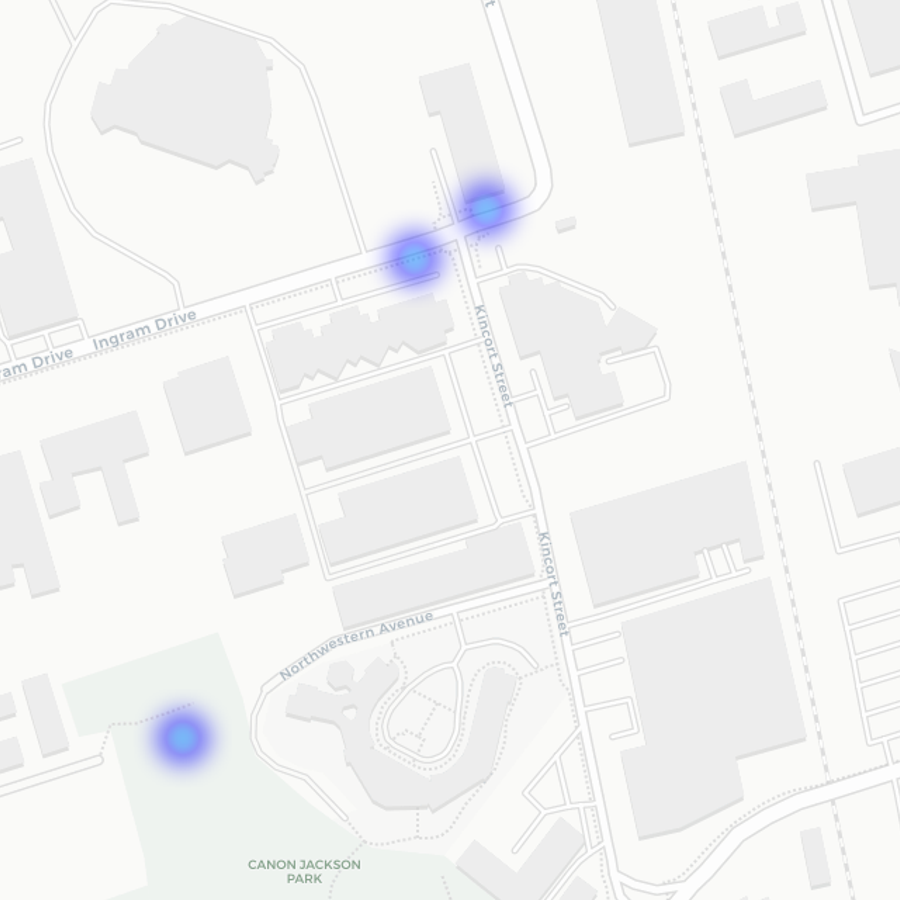 Ingram Drive
ram Drive
Kincort Street
Kincort Street
Northwestern Avenue
CANON JACKSON
PARK